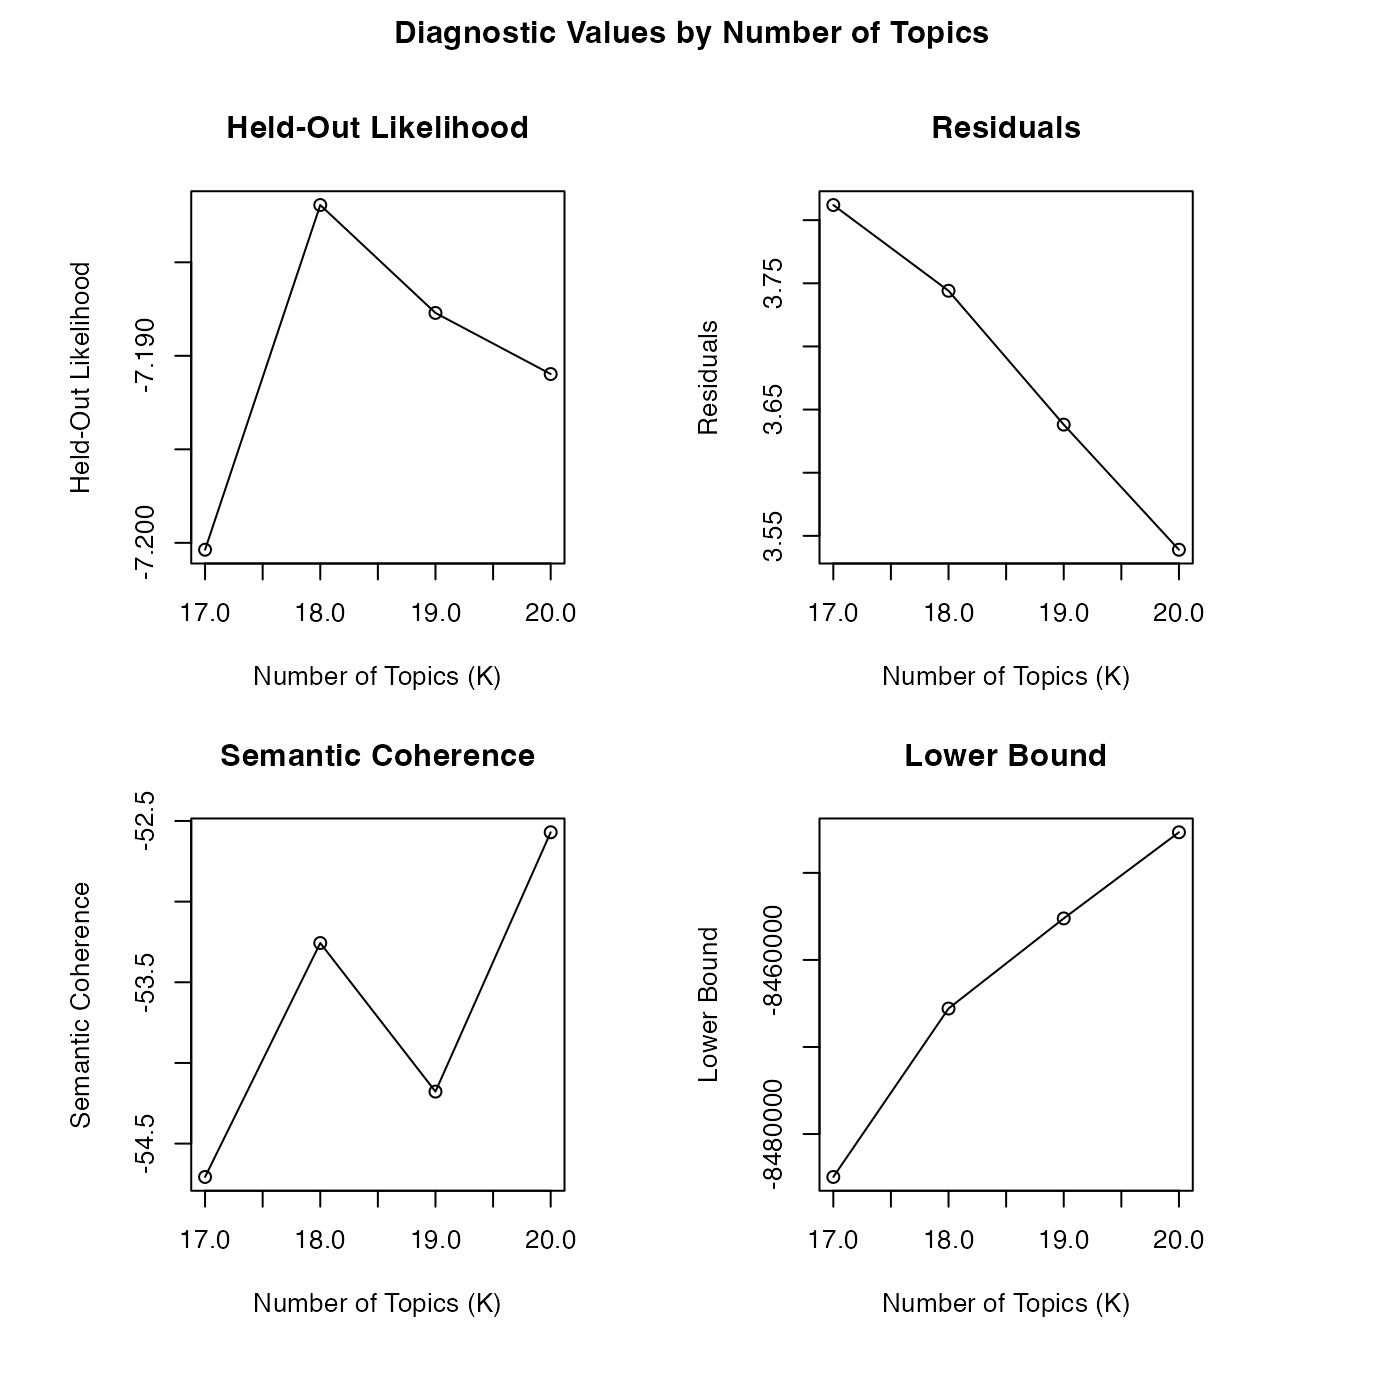 Diagnostic Values by Number of Topics
Held-Out Likelihood
Held-Out Likelihood
-7.190
-7.200
17.0 18.0 19.0 20.0
Number of Topics (K)
Residuals
Residuals
3.75
3.65
3.55
17.0 18.0 19.0 20.0
Number of Topics (K)
Semantic Coherence
Semantic Coherence
-52.5
-53.5
-54.5
17.0 18.0 19.0 20.0
Number of Topics (K)
Lower Bound
Lower Bound
-8460000
-8480000
17.0 18.0 19.0 20.0
Number of Topics (K)